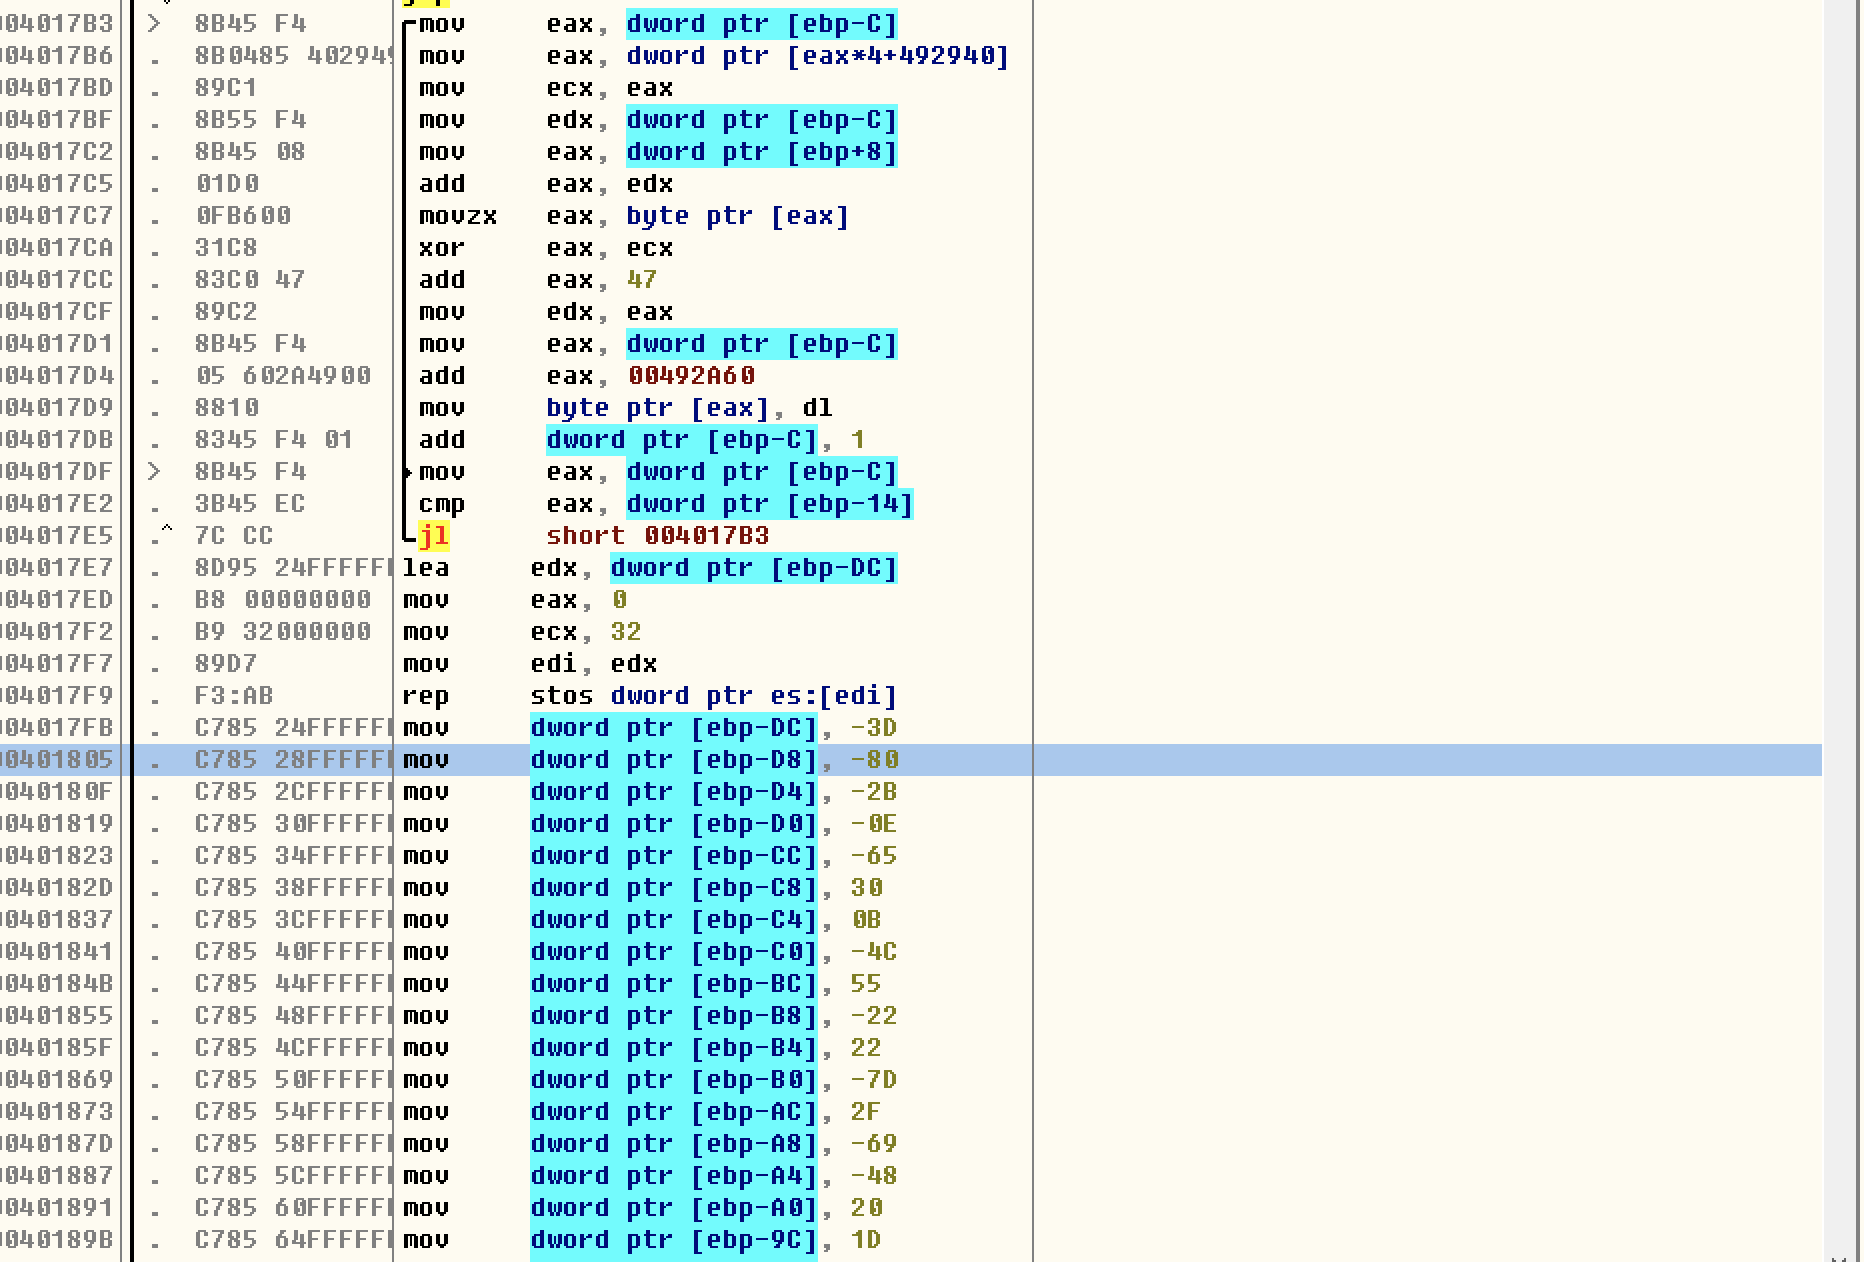 004017B3 > 8B45 F4 mov eax, dword ptr [ebp-C]
004017B6 . 8B0485 402949 mov eax, dword ptr [eax*4+492940]
004017BD . 89C1 mov ecx, eax
004017BF . 8B55 F4 mov edx, dword ptr [ebp-C]
004017C2 . 8B45 08 mov eax, dword ptr [ebp+8]
004017C5 . 01D0 add eax, edx
004017C7 . 0FB600 movzx eax, byte ptr [eax]
004017CA . 31C8 xor eax, ecx
004017CC . 83C0 47 add eax, 47
004017CF . 89C2 mov edx, eax
004017D1 . 8B45 F4 mov eax, dword ptr [ebp-C]
004017D4 . 05 602A4900 add eax, 00492A60
004017D9 . 8810 mov byte ptr [eax], dl
004017DB . 8345 F4 01 add dword ptr [ebp-C], 1
004017DF > 8B45 F4 mov eax, dword ptr [ebp-C]
004017E2 . 3B45 EC cmp eax, dword ptr [ebp-14]
004017E5 .^ 7C CC jl short 004017B3
004017E7 . 8D95 24FFFFFF lea edx, dword ptr [ebp-DC]
004017ED . B8 00000000 mov eax, 0
004017F2 . B9 32000000 mov ecx, 32
004017F7 . 89D7 mov edi, edx
004017F9 . F3:AB rep stos dword ptr es:[edi]
004017FB . C785 24FFFFFF mov dword ptr [ebp-DC], -3D
00401805 . C785 28FFFFFF mov dword ptr [ebp-D8], -80
0040180F . C785 2CFFFFFF mov dword ptr [ebp-D4], -2B
00401819 . C785 30FFFFFF mov dword ptr [ebp-D0], -0E
00401823 . C785 34FFFFFF mov dword ptr [ebp-CC], -65
0040182D . C785 38FFFFFF mov dword ptr [ebp-C8], 30
00401837 . C785 3CFFFFFF mov dword ptr [ebp-C4], 0B
00401841 . C785 40FFFFFF mov dword ptr [ebp-C0], -4C
0040184B . C785 44FFFFFF mov dword ptr [ebp-BC], 55
00401855 . C785 48FFFFFF mov dword ptr [ebp-B8], -22
0040185F . C785 4CFFFFFF mov dword ptr [ebp-B4], 22
00401869 . C785 50FFFFFF mov dword ptr [ebp-B0], -7D
00401873 . C785 54FFFFFF mov dword ptr [ebp-AC], 2F
0040187D . C785 58FFFFFF mov dword ptr [ebp-A8], -69
00401887 . C785 5CFFFFFF mov dword ptr [ebp-A4], -48
00401891 . C785 60FFFFFF mov dword ptr [ebp-A0], 20
0040189B . C785 64FFFFFF mov dword ptr [ebp-9C], 1D